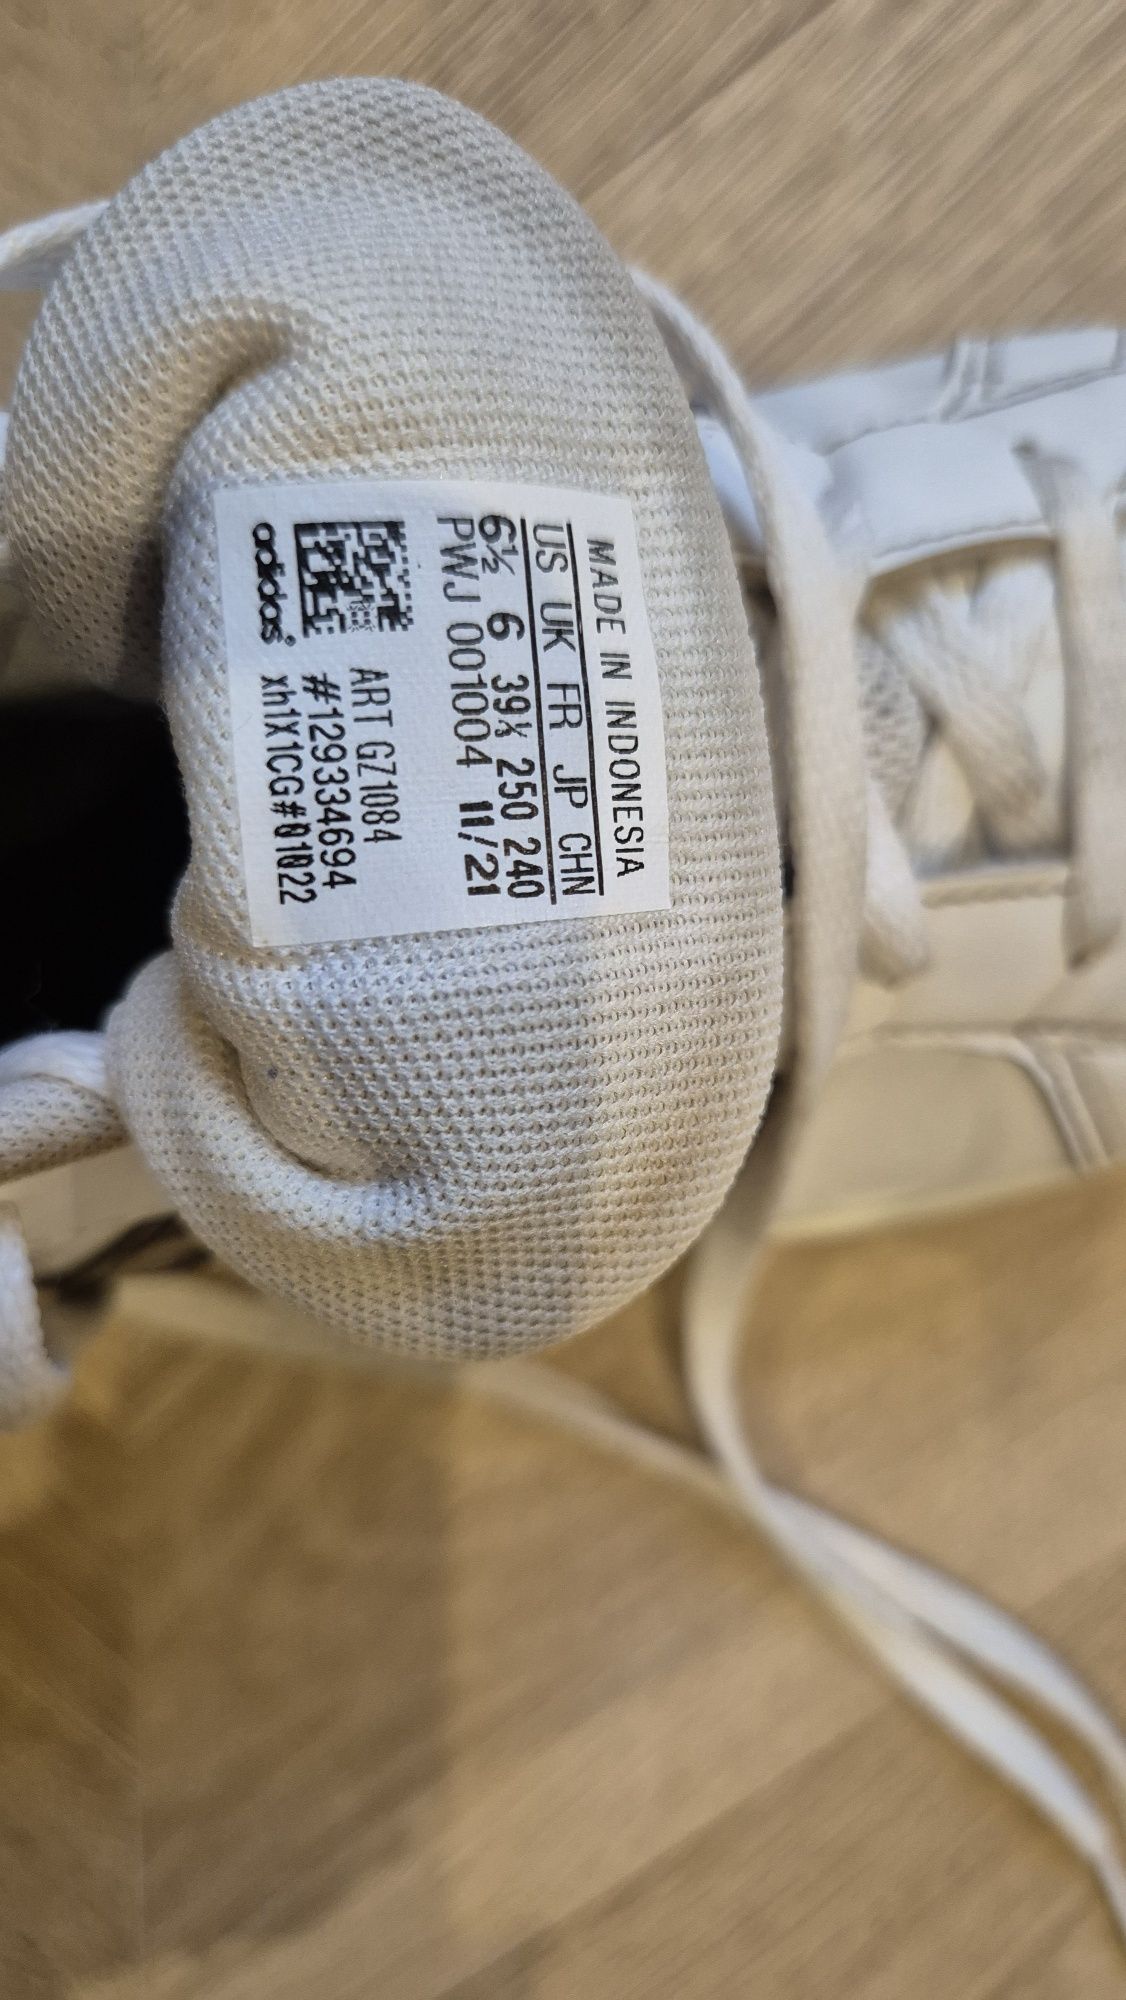 MADE IN INDONESIA
US UK FR JP CHN
6½ 6 39⅓ 250 240
PWJ 001004 11/21
ART GZ1084
#129334694
adidas® xh1X1CG#01022